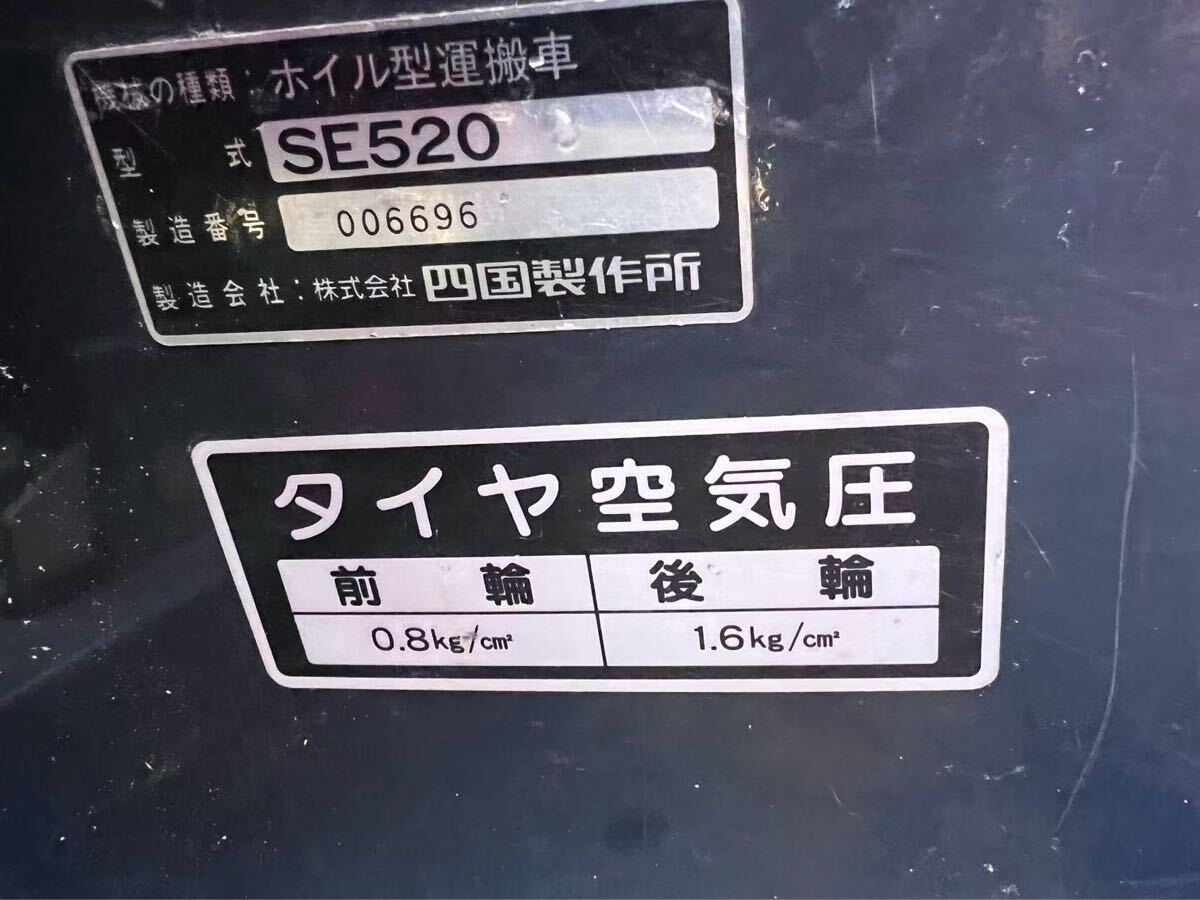 機械の種類：ホイル型運搬車
型式 SE520
製造番号 006696
製造会社：株式会社 四国製作所
タイヤ空気圧
前輪 後輪
0.8kg/cm² 1.6kg/cm²